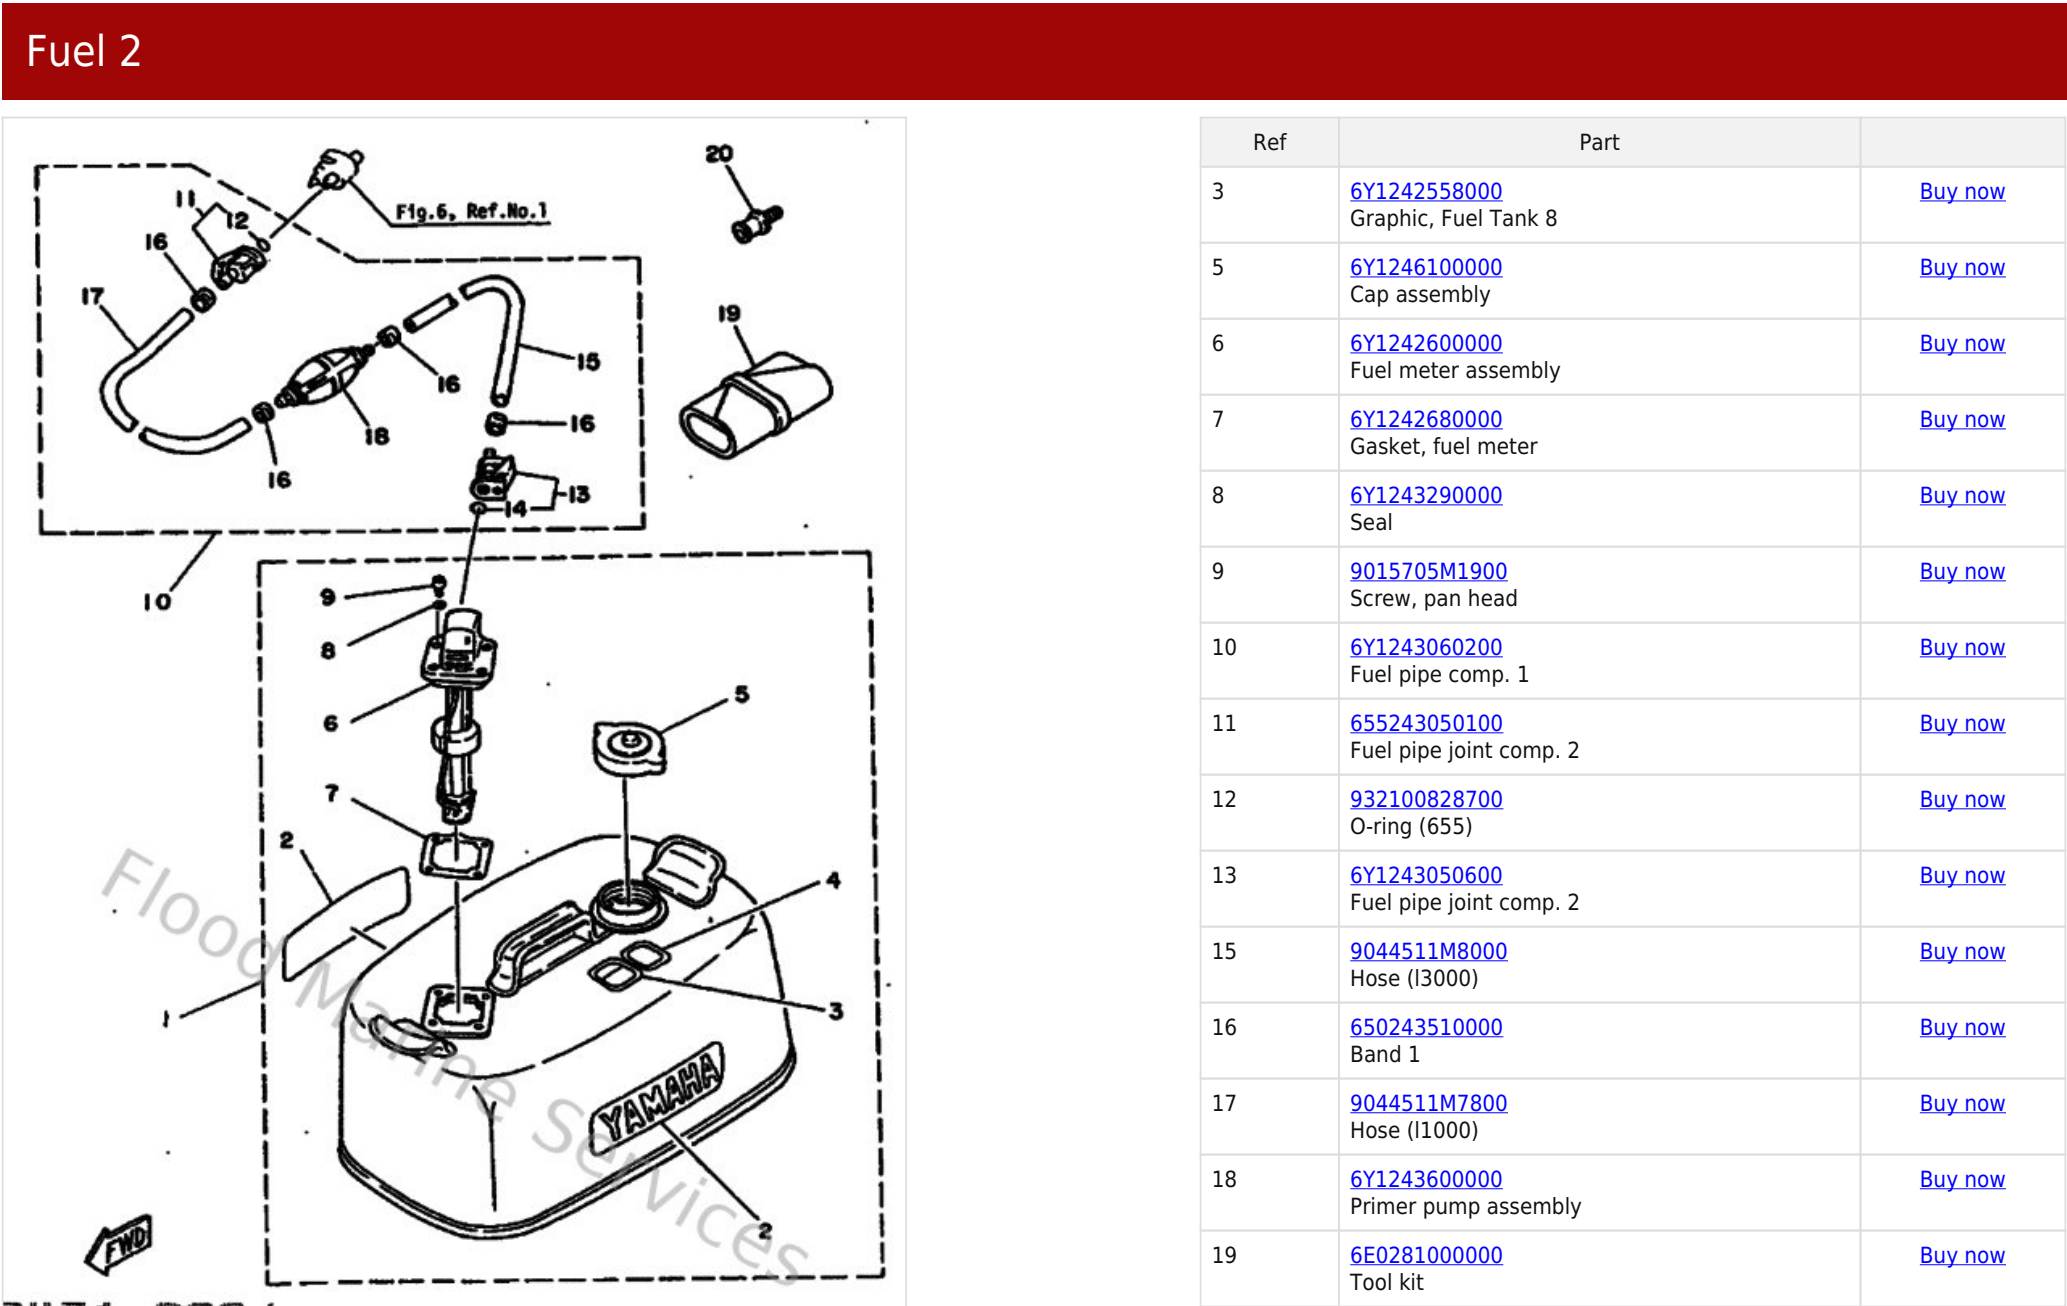 Fuel 2
20
11
12
Fig.6, Ref.No.1
16
17
19
15
16
18
16
16
13
14
10
9
8
6
5
7
2
4
3
1
YAMAHA
2
FWD
Flood Marine Services
Ref Part
3 6Y1242558000 Buy now
Graphic, Fuel Tank 8
5 6Y1246100000 Buy now
Cap assembly
6 6Y1242600000 Buy now
Fuel meter assembly
7 6Y1242680000 Buy now
Gasket, fuel meter
8 6Y1243290000 Buy now
Seal
9 9015705M1900 Buy now
Screw, pan head
10 6Y1243060200 Buy now
Fuel pipe comp. 1
11 655243050100 Buy now
Fuel pipe joint comp. 2
12 932100828700 Buy now
O-ring (655)
13 6Y1243050600 Buy now
Fuel pipe joint comp. 2
15 9044511M8000 Buy now
Hose (l3000)
16 650243510000 Buy now
Band 1
17 9044511M7800 Buy now
Hose (l1000)
18 6Y1243600000 Buy now
Primer pump assembly
19 6E0281000000 Buy now
Tool kit